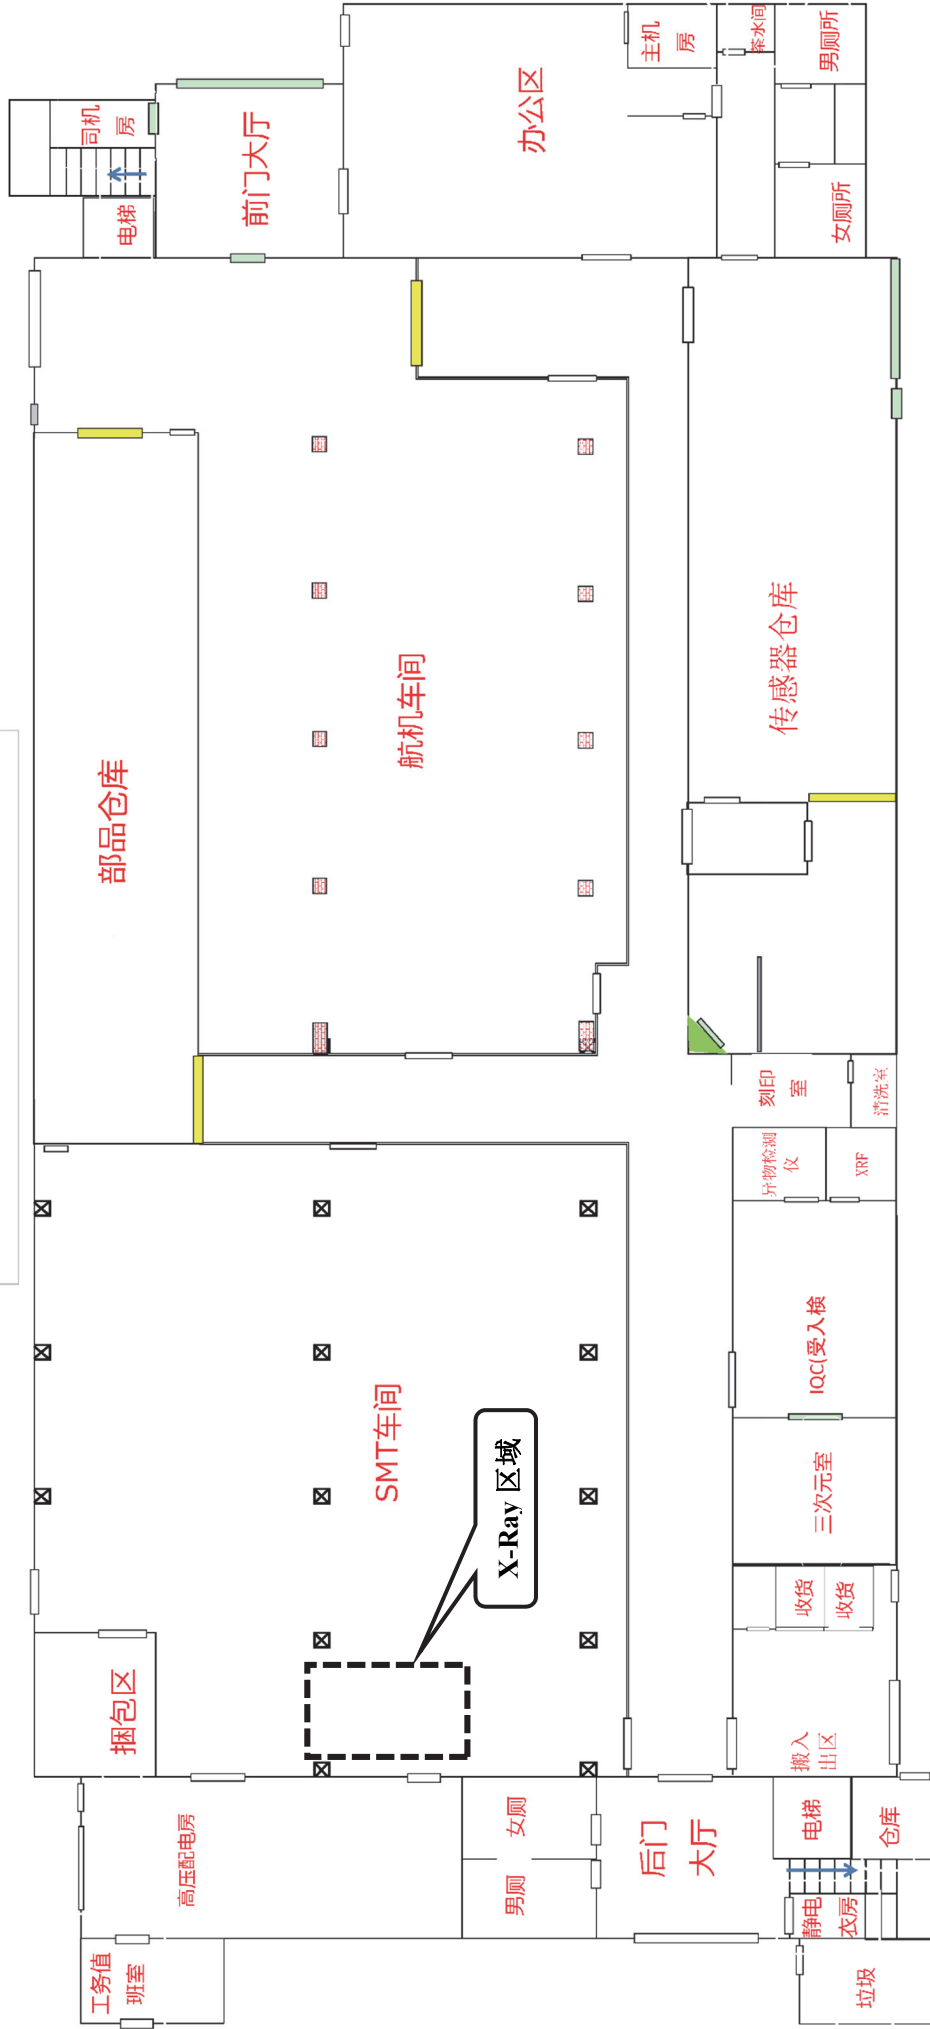 工务值
班室
捆包区
部品仓库
电梯
司机
房
高压配电房
前门大厅
SMT车间
航机车间
X-Ray 区域
男厕
女厕
办公区
后门
大厅
主机
房
茶水间
刻印
室
异物检测
仪
传感器仓库
搬入
出区
收货
收货
三次元室
IQC(受入検
男厕所
女厕所
静电
衣房
电梯
仓库
XRF
清洗室
垃圾